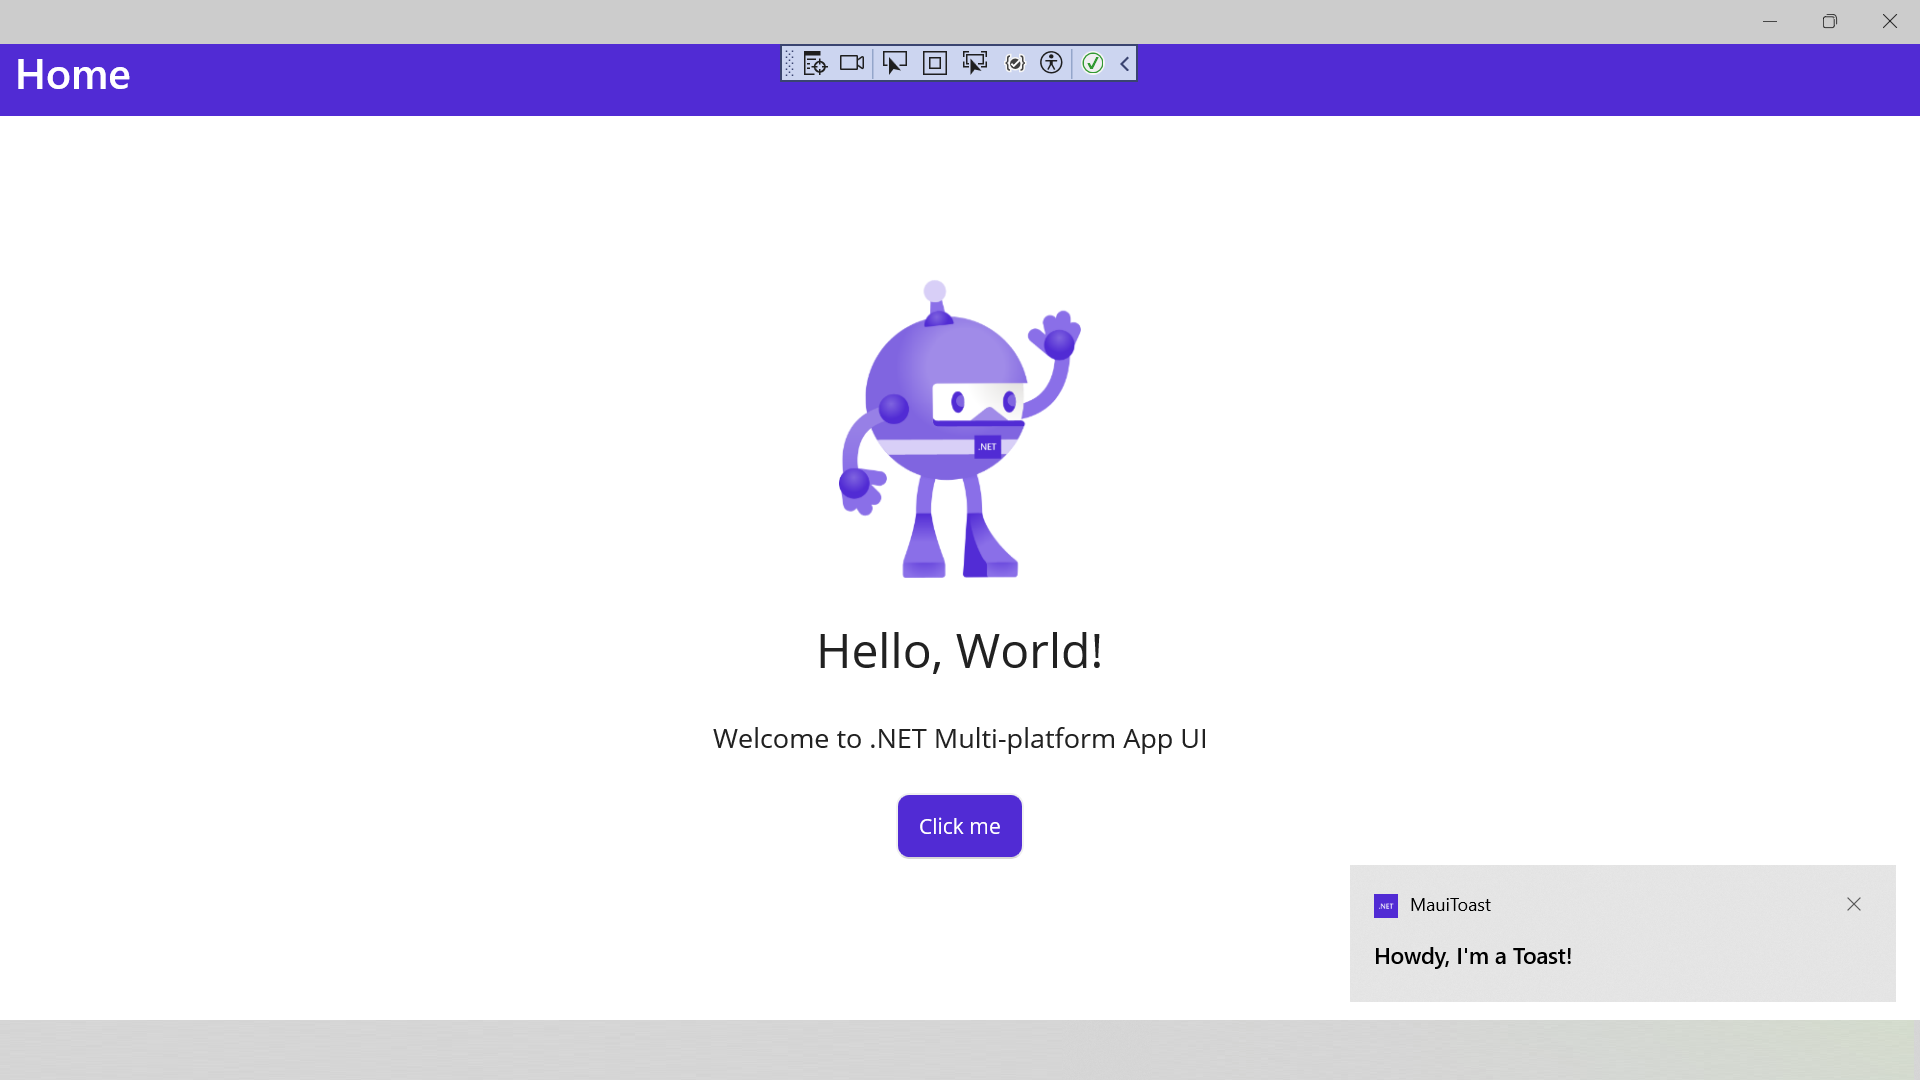 Home
.NET
Hello, World!
Welcome to .NET Multi-platform App UI
Click me
.NET MauiToast
Howdy, I'm a Toast!